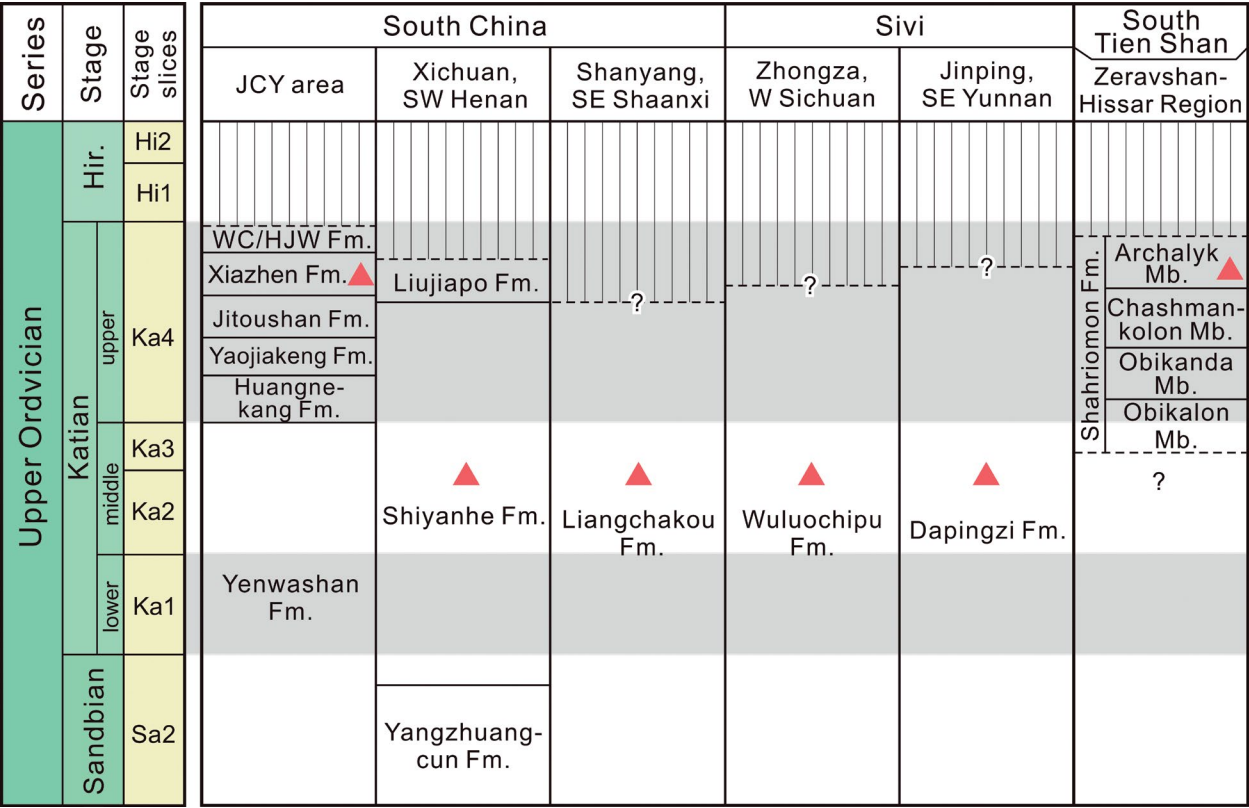 Series
Stage
Stage
slices
South China
Sivi
South
Tien Shan
JCY area
Xichuan,
SW Henan
Shanyang,
SE Shaanxi
Zhongza,
W Sichuan
Jinping,
SE Yunnan
Zeravshan-
Hissar Region
Upper Ordvician
Hir.
Katian
upper
middle
lower
Sandbian
Hi2
Hi1
Ka4
Ka3
Ka2
Ka1
Sa2
WC/HJW Fm.
Xiazhen Fm.
Jitoushan Fm.
Yaojiakeng Fm.
Huangne-
kang Fm.
Yenwashan
Fm.
Liujiapo Fm.
Shiyanhe Fm.
Yangzhuang-
cun Fm.
?
Liangchakou
Fm.
?
Wuluochipu
Fm.
?
Dapingzi Fm.
Shahriomon Fm.
Archalyk
Mb.
Chashman-
kolon Mb.
Obikanda
Mb.
Obikalon
Mb.
?